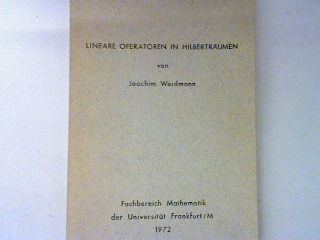 LINEARE OPERATOREN IN HILBERTRÄUMEN
von
Joachim Weidmann
Fachbereich Mathematik
der Universität Frankfurt/M
1972